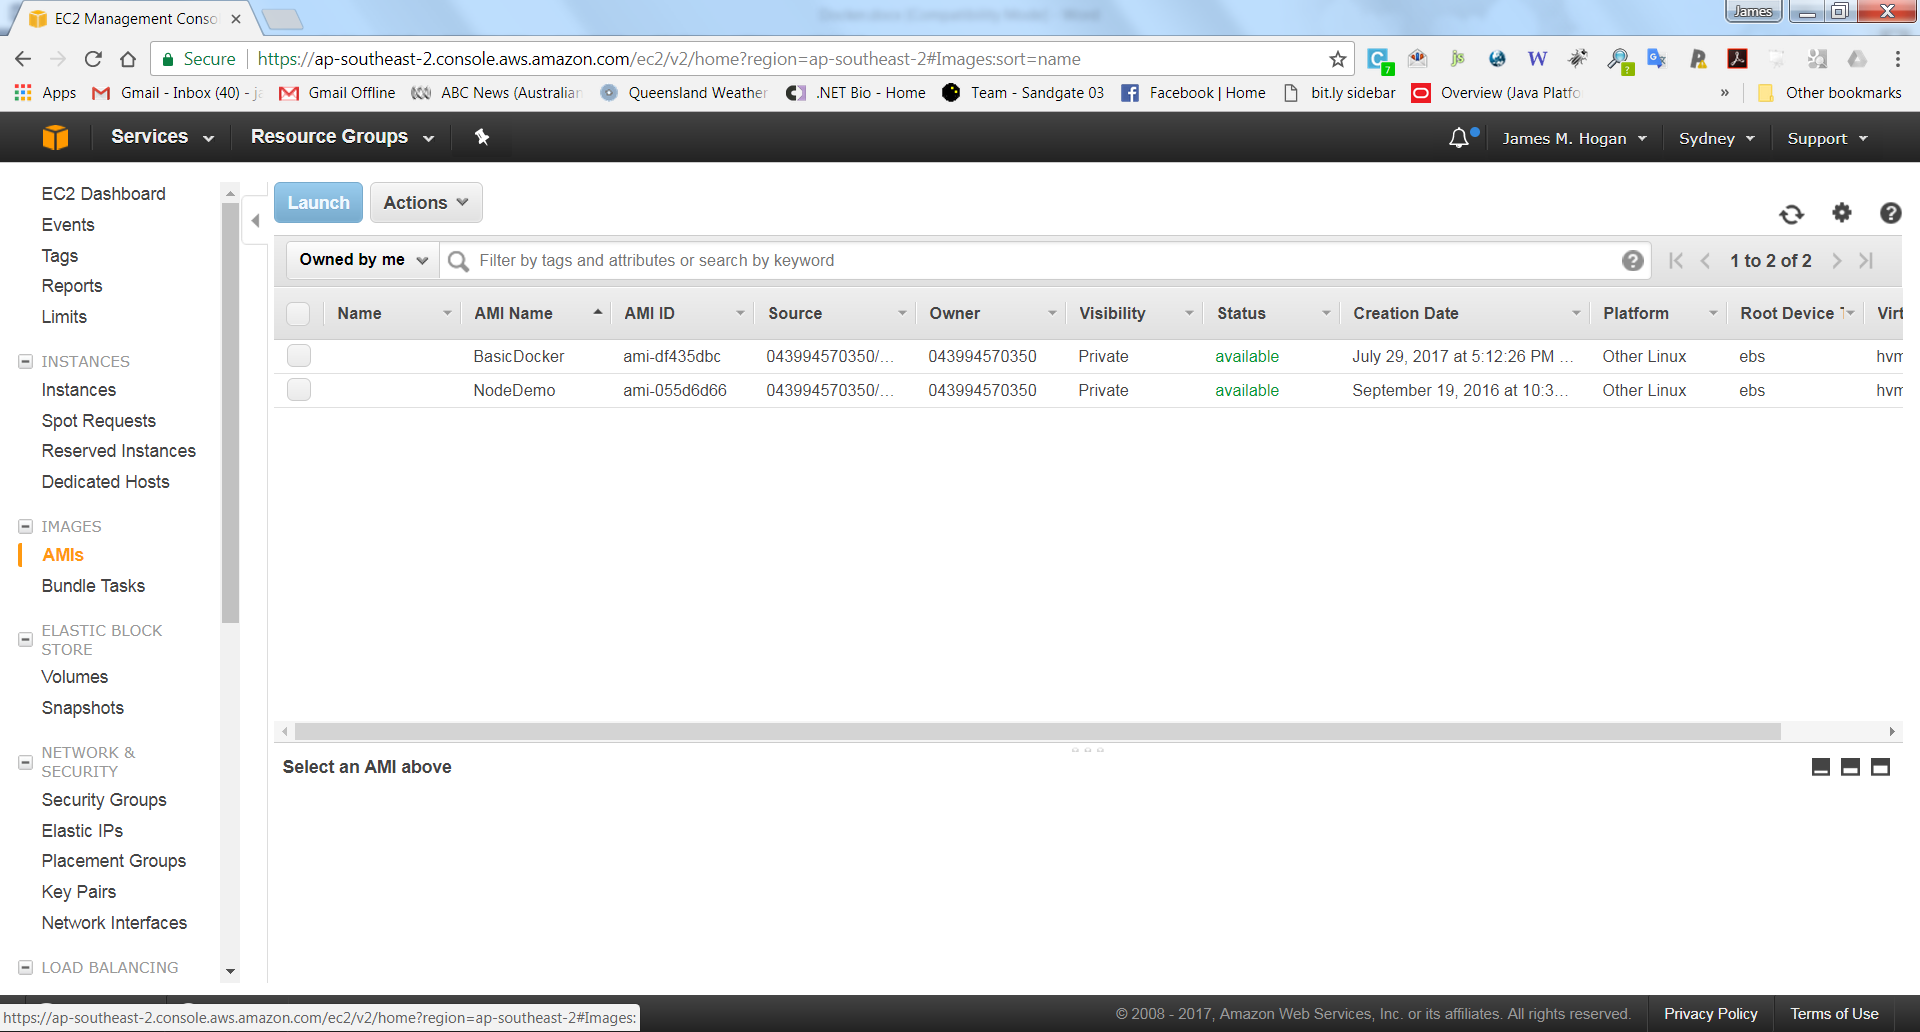 EC2 Management Conso
James
Secure https://ap-southeast-2.console.aws.amazon.com/ec2/v2/home?region=ap-southeast-2#Images:sort=name
Apps Gmail - Inbox (40) - ja Gmail Offline ABC News (Australian Queensland Weather .NET Bio - Home Team - Sandgate 03 Facebook | Home bit.ly sidebar Overview (Java Platfo » Other bookmarks
Services Resource Groups James M. Hogan Sydney Support
EC2 Dashboard
Events
Tags
Reports
Limits
INSTANCES
Instances
Spot Requests
Reserved Instances
Dedicated Hosts
IMAGES
AMIs
Bundle Tasks
ELASTIC BLOCK
STORE
Volumes
Snapshots
NETWORK &
SECURITY
Security Groups
Elastic IPs
Placement Groups
Key Pairs
Network Interfaces
LOAD BALANCING
Launch Actions
Owned by me Filter by tags and attributes or search by keyword 1 to 2 of 2
Name AMI Name AMI ID Source Owner Visibility Status Creation Date Platform Root Device T Virt
BasicDocker ami-df435dbc 043994570350/... 043994570350 Private available July 29, 2017 at 5:12:26 PM ... Other Linux ebs hvm
NodeDemo ami-055d6d66 043994570350/... 043994570350 Private available September 19, 2016 at 10:3... Other Linux ebs hvm
Select an AMI above
https://ap-southeast-2.console.aws.amazon.com/ec2/v2/home?region=ap-southeast-2#Images:
© 2008 - 2017, Amazon Web Services, Inc. or its affiliates. All rights reserved. Privacy Policy Terms of Use